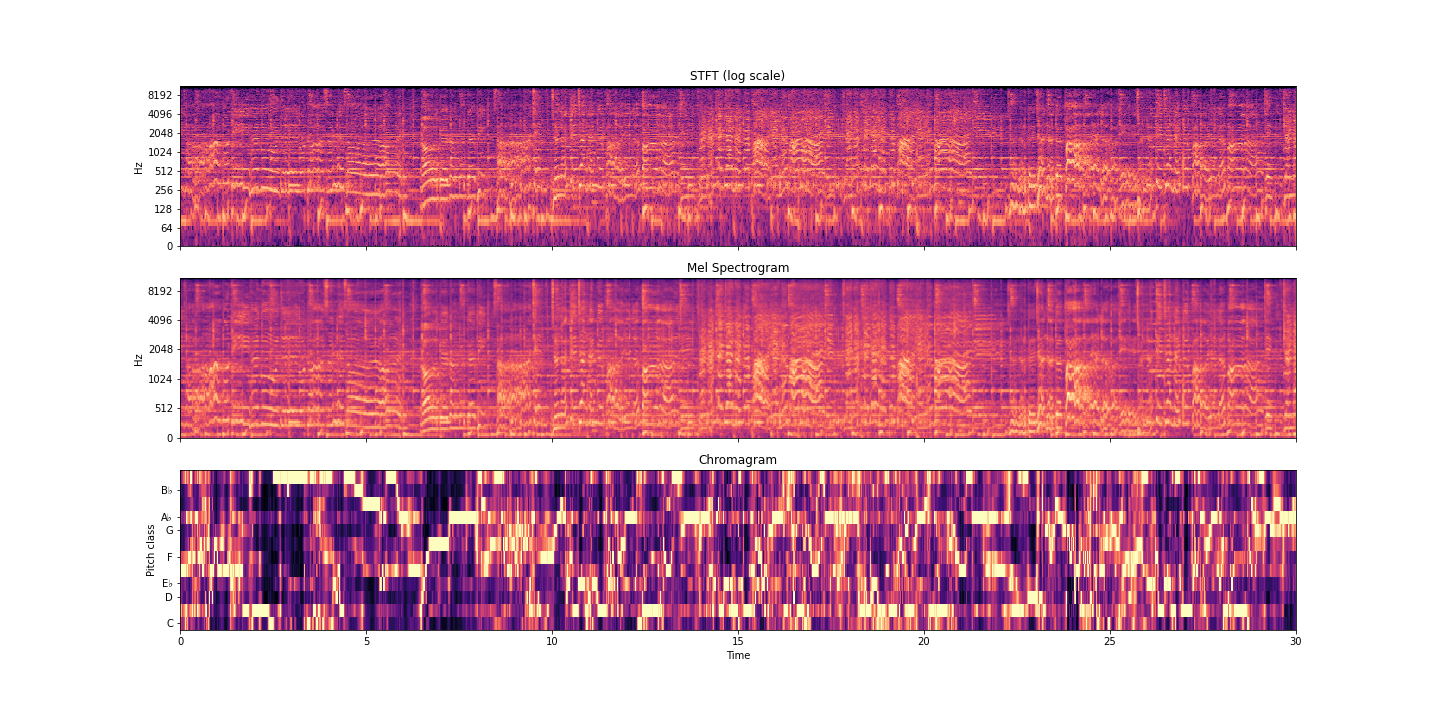 STFT (log scale)
8192
4096
2048
1024
512
256
128
64
0
Hz
Mel Spectrogram
8192
4096
2048
1024
512
0
Hz
Chromagram
B♭
A♭
G
F
E♭
D
C
Pitch class
0 5 10 15 20 25 30
Time